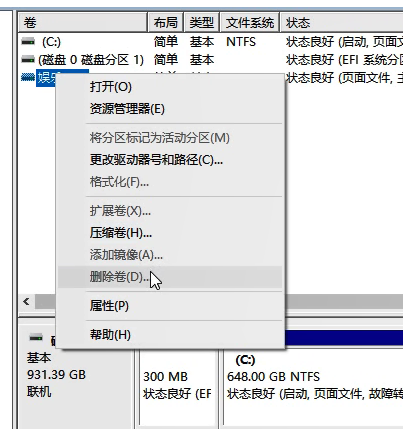 卷 布局 类型 文件系统 状态
(C:) 简单 基本 NTFS 状态良好 (启动, 页面文
(磁盘 0 磁盘分区 1) 简单 基本 状态良好 (EFI 系统分
状态良好 (页面文件, 主
打开(O)
资源管理器(E)
将分区标记为活动分区(M)
更改驱动器号和路径(C)...
格式化(F)...
扩展卷(X)...
压缩卷(H)...
添加镜像(A)...
删除卷(D)...
属性(P)
帮助(H)
基本
931.39 GB
联机
300 MB
状态良好 (EF
(C:)
648.00 GB NTFS
状态良好 (启动, 页面文件, 故障转